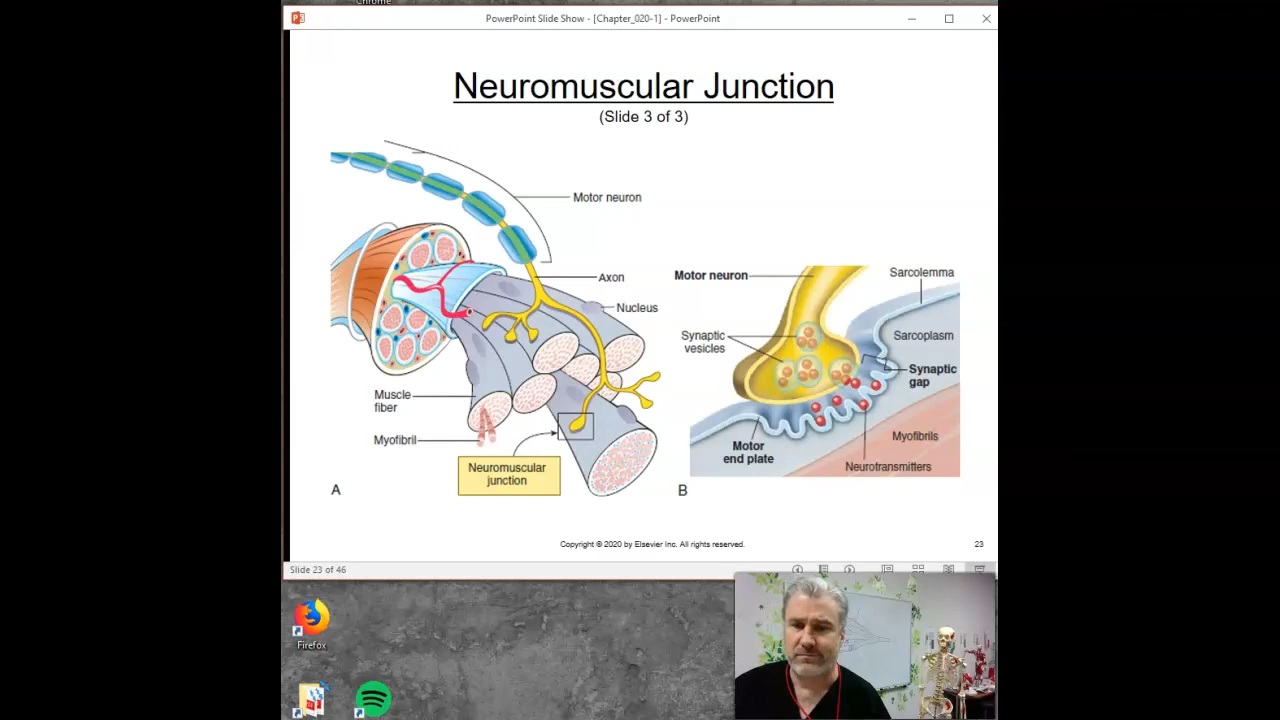 Chrome
PowerPoint Slide Show - [Chapter_020-1] - PowerPoint
Neuromuscular Junction
(Slide 3 of 3)
Motor neuron
Axon
Nucleus
Muscle
fiber
Myofibril
Neuromuscular
junction
A
Motor neuron
Sarcolemma
Synaptic
vesicles
Sarcoplasm
Synaptic
gap
Motor
end plate
Myofibrils
Neurotransmitters
B
Copyright © 2020 by Elsevier Inc. All rights reserved.
23
Slide 23 of 46
Firefox